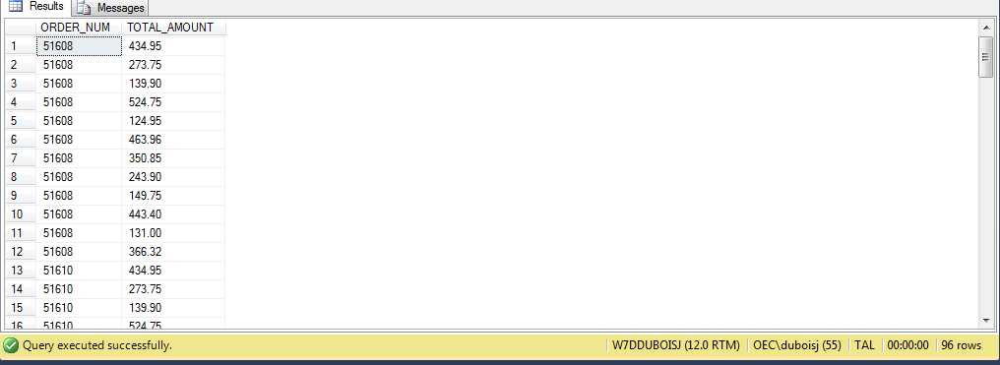 Results Messages
ORDER_NUM TOTAL_AMOUNT
1 51608 434.95
2 51608 273.75
3 51608 139.90
4 51608 524.75
5 51608 124.95
6 51608 463.96
7 51608 350.85
8 51608 243.90
9 51608 149.75
10 51608 443.40
11 51608 131.00
12 51608 366.32
13 51610 434.95
14 51610 273.75
15 51610 139.90
16 51610 524.75
Query executed successfully. W7DDUBOISJ (12.0 RTM) OEC\duboisj (55) TAL 00:00:00 96 rows